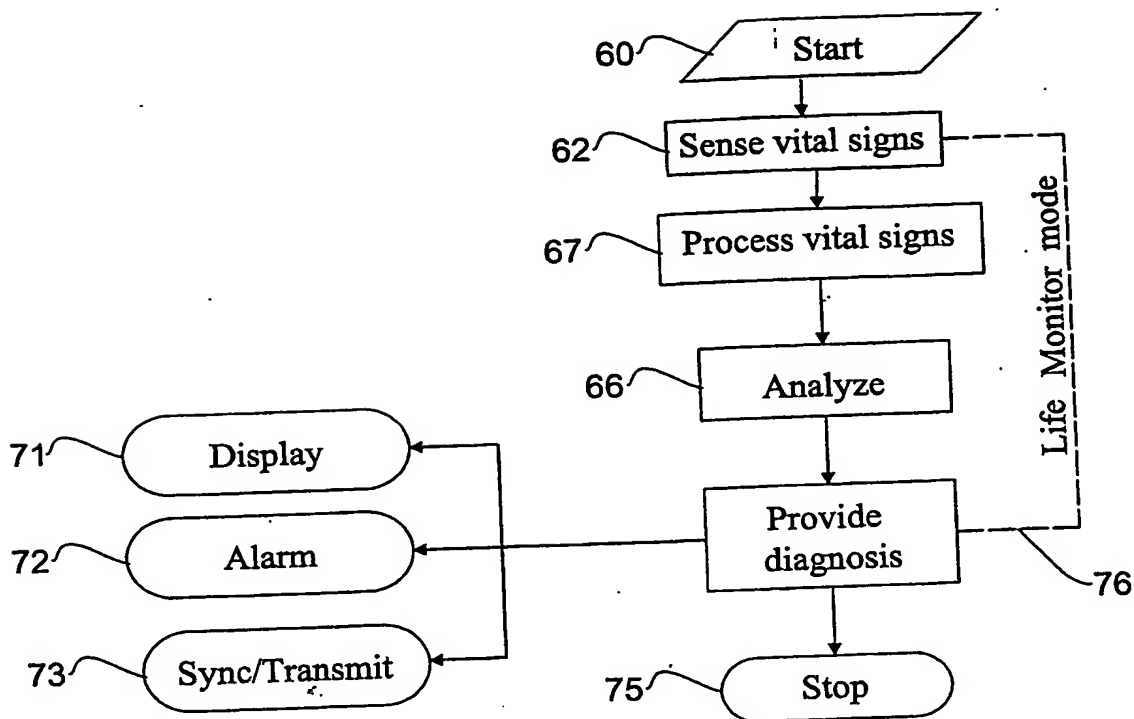 60 Start
62 Sense vital signs
67 Process vital signs
Life Monitor mode
66 Analyze
71 Display
Provide
diagnosis
72 Alarm
76
73 Sync/Transmit
75 Stop